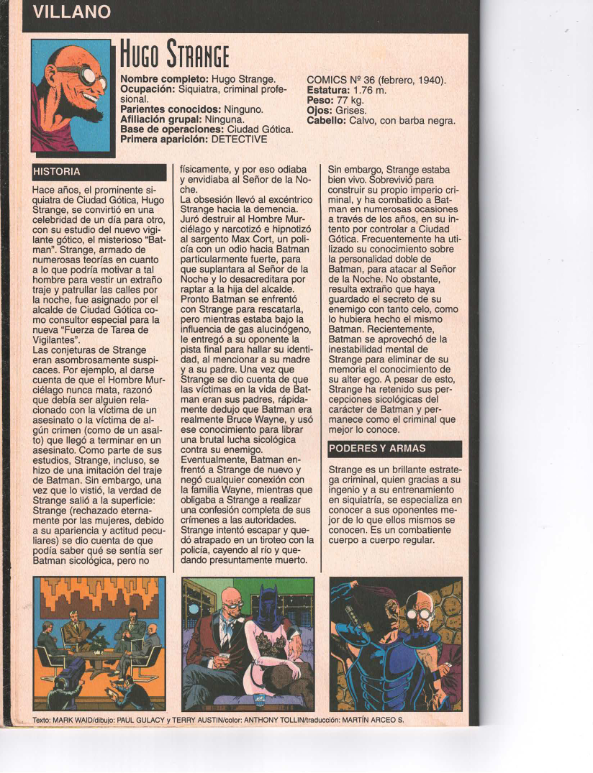 VILLANO
HUGO STRANGE
Nombre completo: Hugo Strange.
Ocupación: Siquiatra, criminal profe-
sional.
Parientes conocidos: Ninguno.
Afiliación grupal: Ninguna.
Base de operaciones: Ciudad Gótica.
Primera aparición: DETECTIVE
COMICS Nº 36 (febrero, 1940).
Estatura: 1.76 m.
Peso: 77 kg.
Ojos: Grises.
Cabello: Calvo, con barba negra.
HISTORIA
Hace años, el prominente si-
quiatra de Ciudad Gótica, Hugo
Strange, se convirtió en una
celebridad de un día para otro,
con su estudio del nuevo vigi-
lante gótico, el misterioso "Bat-
man". Strange, armado de
numerosas teorías en cuanto
a lo que podría motivar a tal
hombre para vestir un extraño
traje y patrullar las calles por
la noche, fue asignado por el
alcalde de Ciudad Gótica co-
mo consultor especial para la
nueva "Fuerza de Tarea de
Vigilantes".
Las conjeturas de Strange
eran asombrosamente suspi-
caces. Por ejemplo, al darse
cuenta de que el Hombre Mur-
ciélago nunca mata, razonó
que debía ser alguien rela-
cionado con la víctima de un
asesinato o la víctima de al-
gún crimen (como de un asal-
to) que llegó a terminar en un
asesinato. Como parte de sus
estudios, Strange, incluso, se
hizo de una imitación del traje
de Batman. Sin embargo, una
vez que lo vistió, la verdad de
Strange salió a la superficie:
Strange (rechazado eterna-
mente por las mujeres, debido
a su apariencia y actitud pecu-
liares) se dio cuenta de que
podía saber qué se sentía ser
Batman sicológica, pero no
físicamente, y por eso odiaba
y envidiaba al Señor de la No-
che.
La obsesión llevó al excéntrico
Strange hacia la demencia.
Juró destruir al Hombre Mur-
ciélago y narcotizó e hipnotizó
al sargento Max Cort, un poli-
cía con un odio hacia Batman
particularmente fuerte, para
que suplantara al Señor de la
Noche y lo desacreditara por
raptar a la hija del alcalde.
Pronto Batman se enfrentó
con Strange para rescatarla,
pero mientras estaba bajo la
influencia de gas alucinógeno,
le entregó a su oponente la
pista final para hallar su identi-
dad, al mencionar a su madre
y a su padre. Una vez que
Strange se dio cuenta de que
las víctimas en la vida de Bat-
man eran sus padres, rápida-
mente dedujo que Batman era
realmente Bruce Wayne, y usó
ese conocimiento para librar
una brutal lucha sicológica
contra su enemigo.
Eventualmente, Batman en-
frentó a Strange de nuevo y
negó cualquier conexión con
la familia Wayne, mientras que
obligaba a Strange a realizar
una confesión completa de sus
crímenes a las autoridades.
Strange intentó escapar y que-
dó atrapado en un tiroteo con la
policía, cayendo al río y que-
dando presuntamente muerto.
Sin embargo, Strange estaba
bien vivo. Sobrevivió para
construir su propio imperio cri-
minal, y ha combatido a Bat-
man en numerosas ocasiones
a través de los años, en su in-
tento por controlar a Ciudad
Gótica. Frecuentemente ha uti-
lizado su conocimiento sobre
la personalidad doble de
Batman, para atacar al Señor
de la Noche. No obstante,
resulta extraño que haya
guardado el secreto de su
enemigo con tanto celo, como
lo hubiera hecho el mismo
Batman. Recientemente,
Batman se aprovechó de la
inestabilidad mental de
Strange para eliminar de su
memoria el conocimiento de
su alter ego. A pesar de esto,
Strange ha retenido sus per-
cepciones sicológicas del
carácter de Batman y per-
manece como el criminal que
mejor lo conoce.
PODERES Y ARMAS
Strange es un brillante estrate-
ga criminal, quien gracias a su
ingenio y a su entrenamiento
en siquiatría, se especializa en
conocer a sus oponentes me-
jor de lo que ellos mismos se
conocen. Es un combatiente
cuerpo a cuerpo regular.
Texto: MARK WAID/dibujo: PAUL GULACY y TERRY AUSTIN/color: ANTHONY TOLLIN/traducción: MARTÍN ARCEO S.